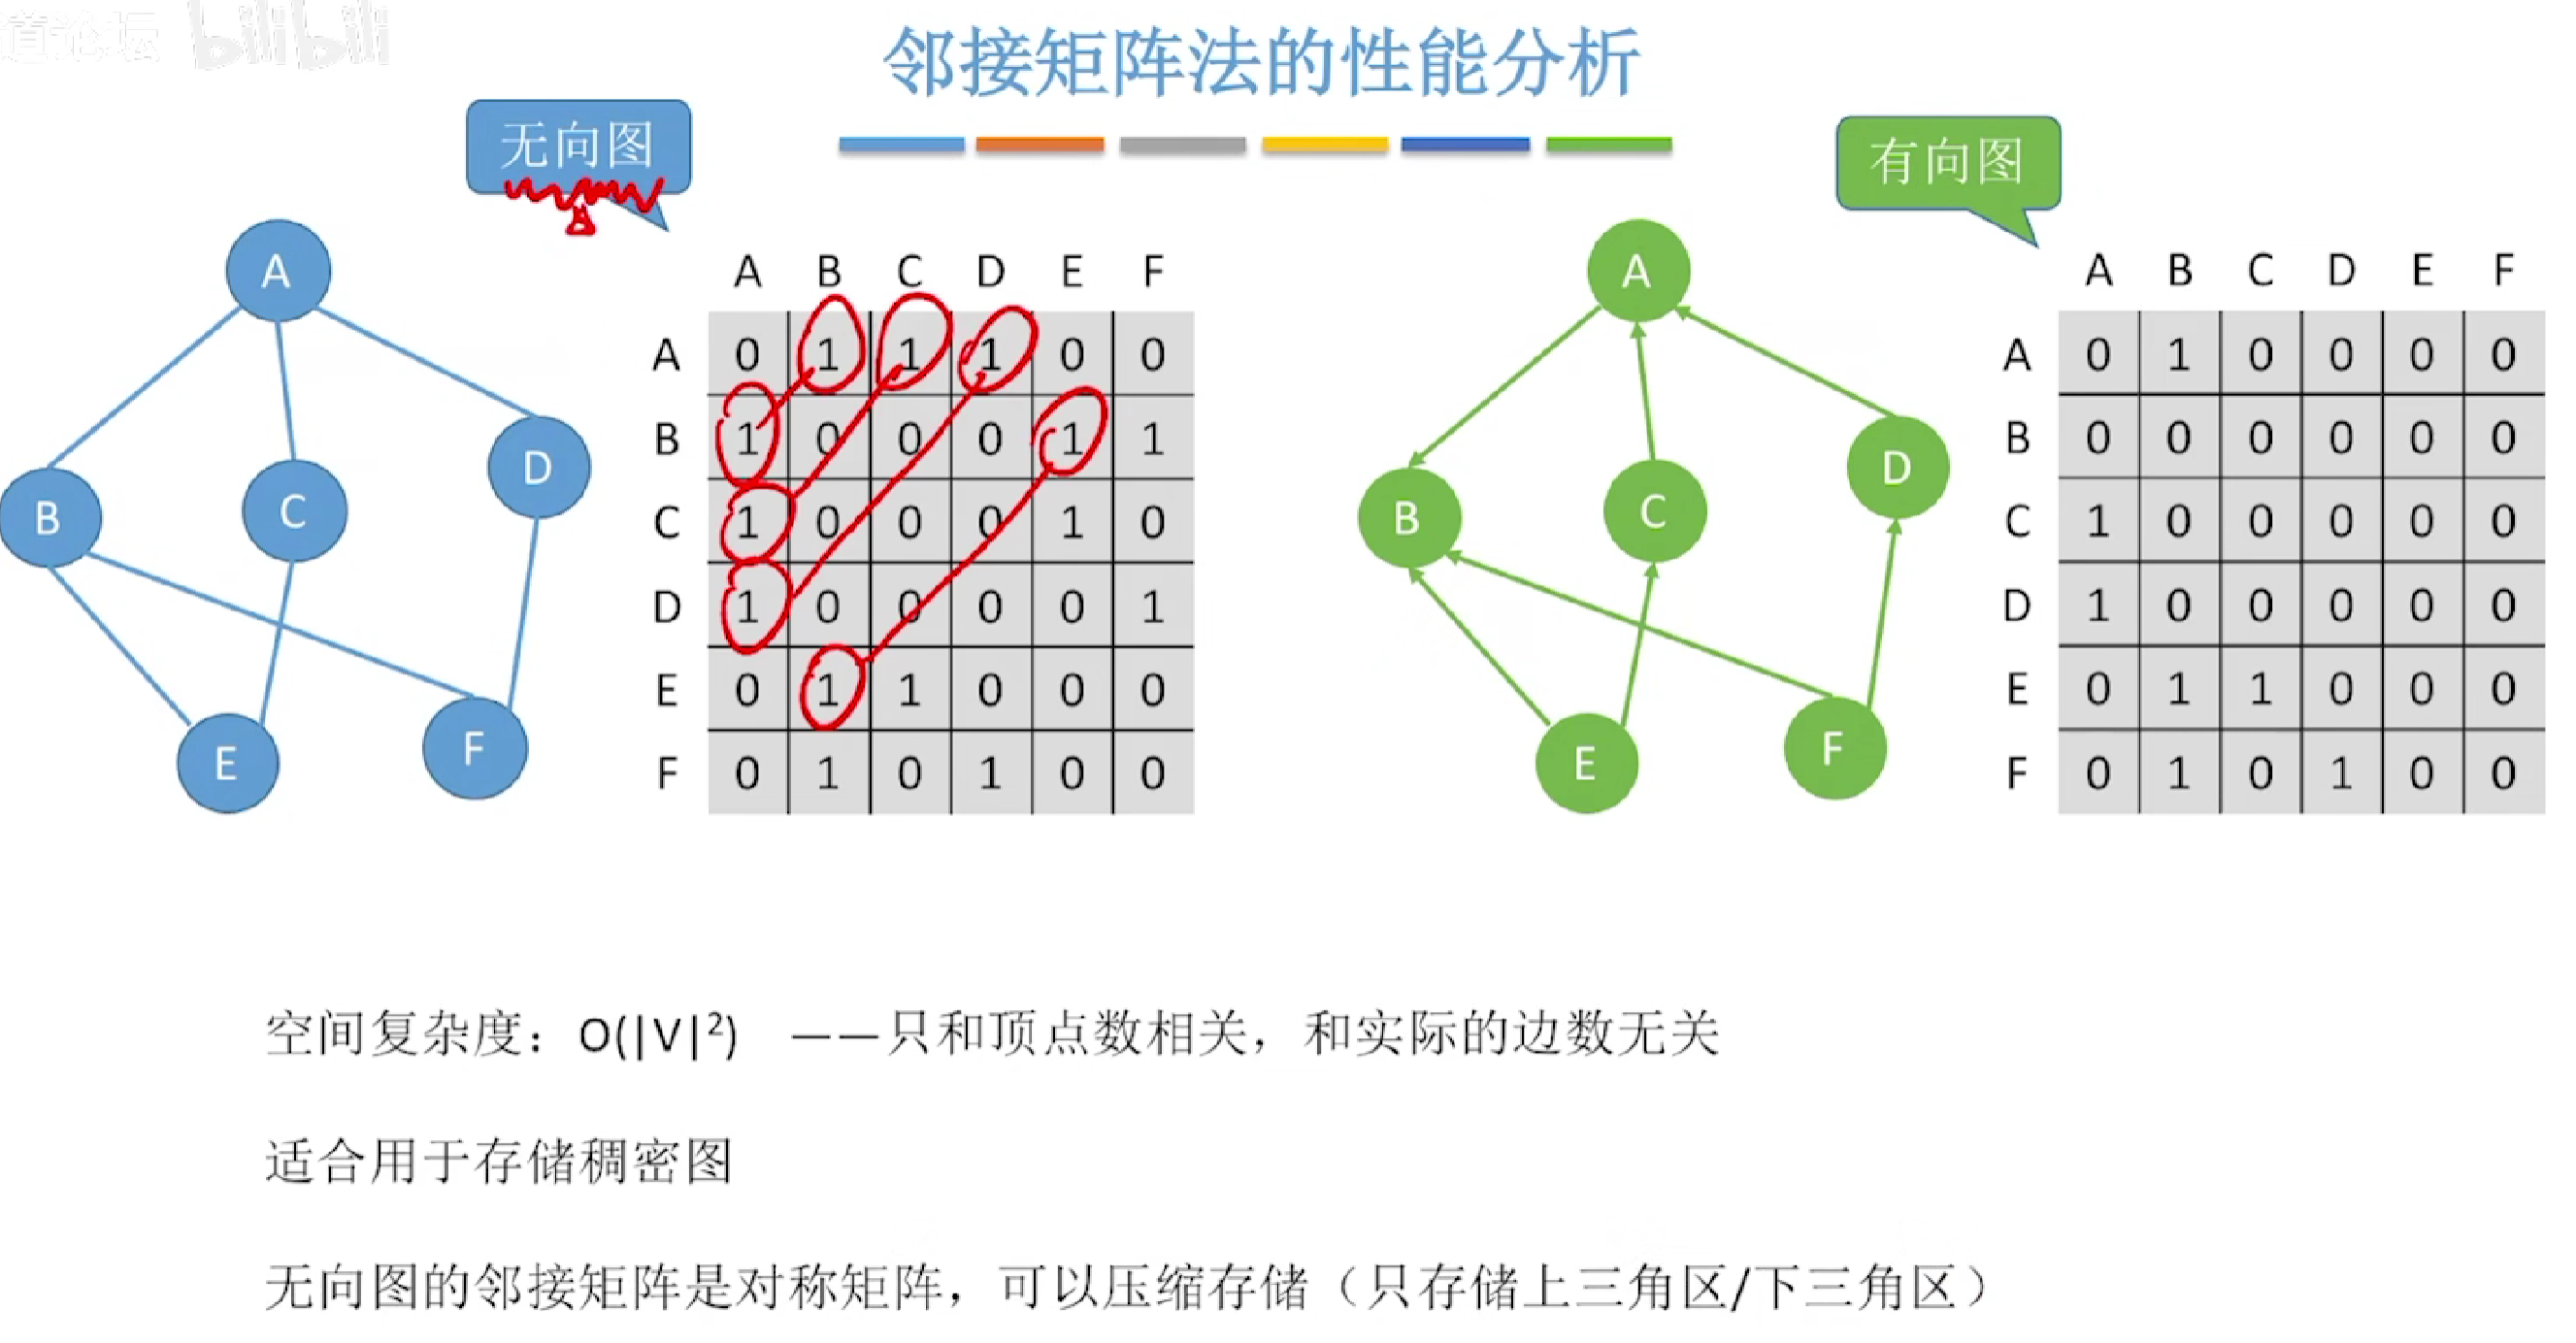 道论坛 bilibili
邻接矩阵法的性能分析
无向图
有向图
A
B
C
D
E
F
A B C D E F
A 0 1 1 1 0 0
B 1 0 0 0 1 1
C 1 0 0 0 1 0
D 1 0 0 0 0 1
E 0 1 1 0 0 0
F 0 1 0 1 0 0
A
B
C
D
E
F
A B C D E F
A 0 1 0 0 0 0
B 0 0 0 0 0 0
C 1 0 0 0 0 0
D 1 0 0 0 0 0
E 0 1 1 0 0 0
F 0 1 0 1 0 0
空间复杂度：O(|V|²) ——只和顶点数相关，和实际的边数无关
适合用于存储稠密图
无向图的邻接矩阵是对称矩阵，可以压缩存储（只存储上三角区/下三角区）